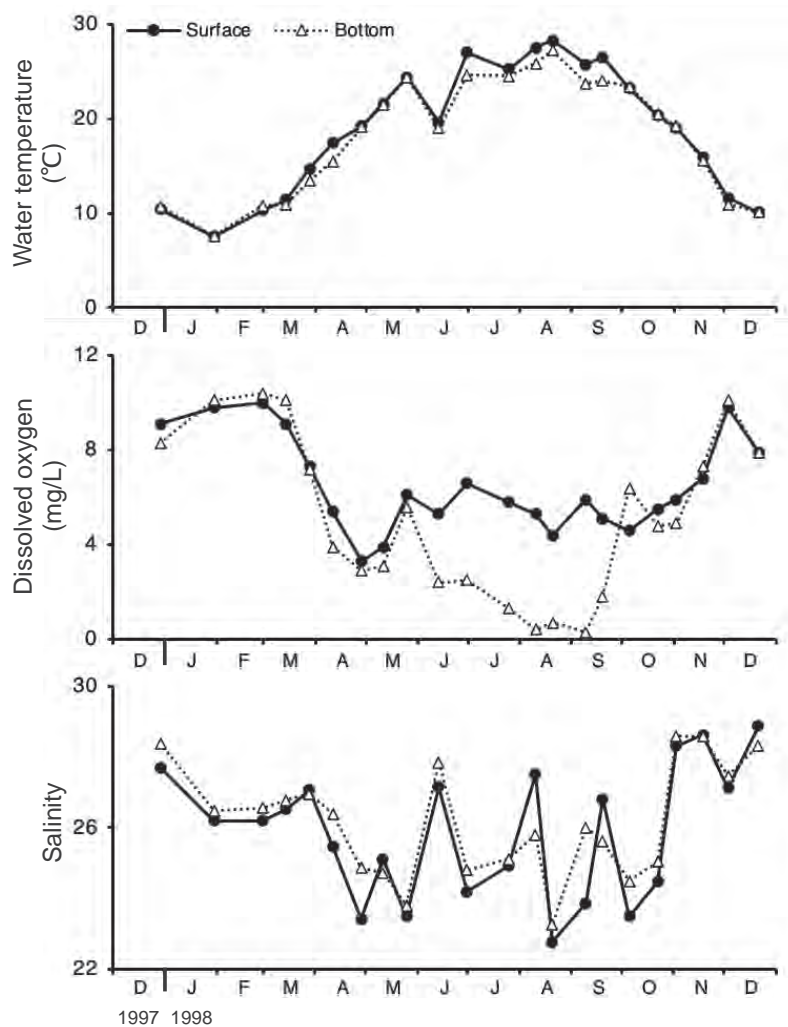 30
Surface Bottom
20
10
0
Water temperature
(℃)
D J F M A M J J A S O N D
12
8
4
0
Dissolved oxygen
(mg/L)
D J F M A M J J A S O N D
30
26
22
Salinity
D J F M A M J J A S O N D
1997 1998